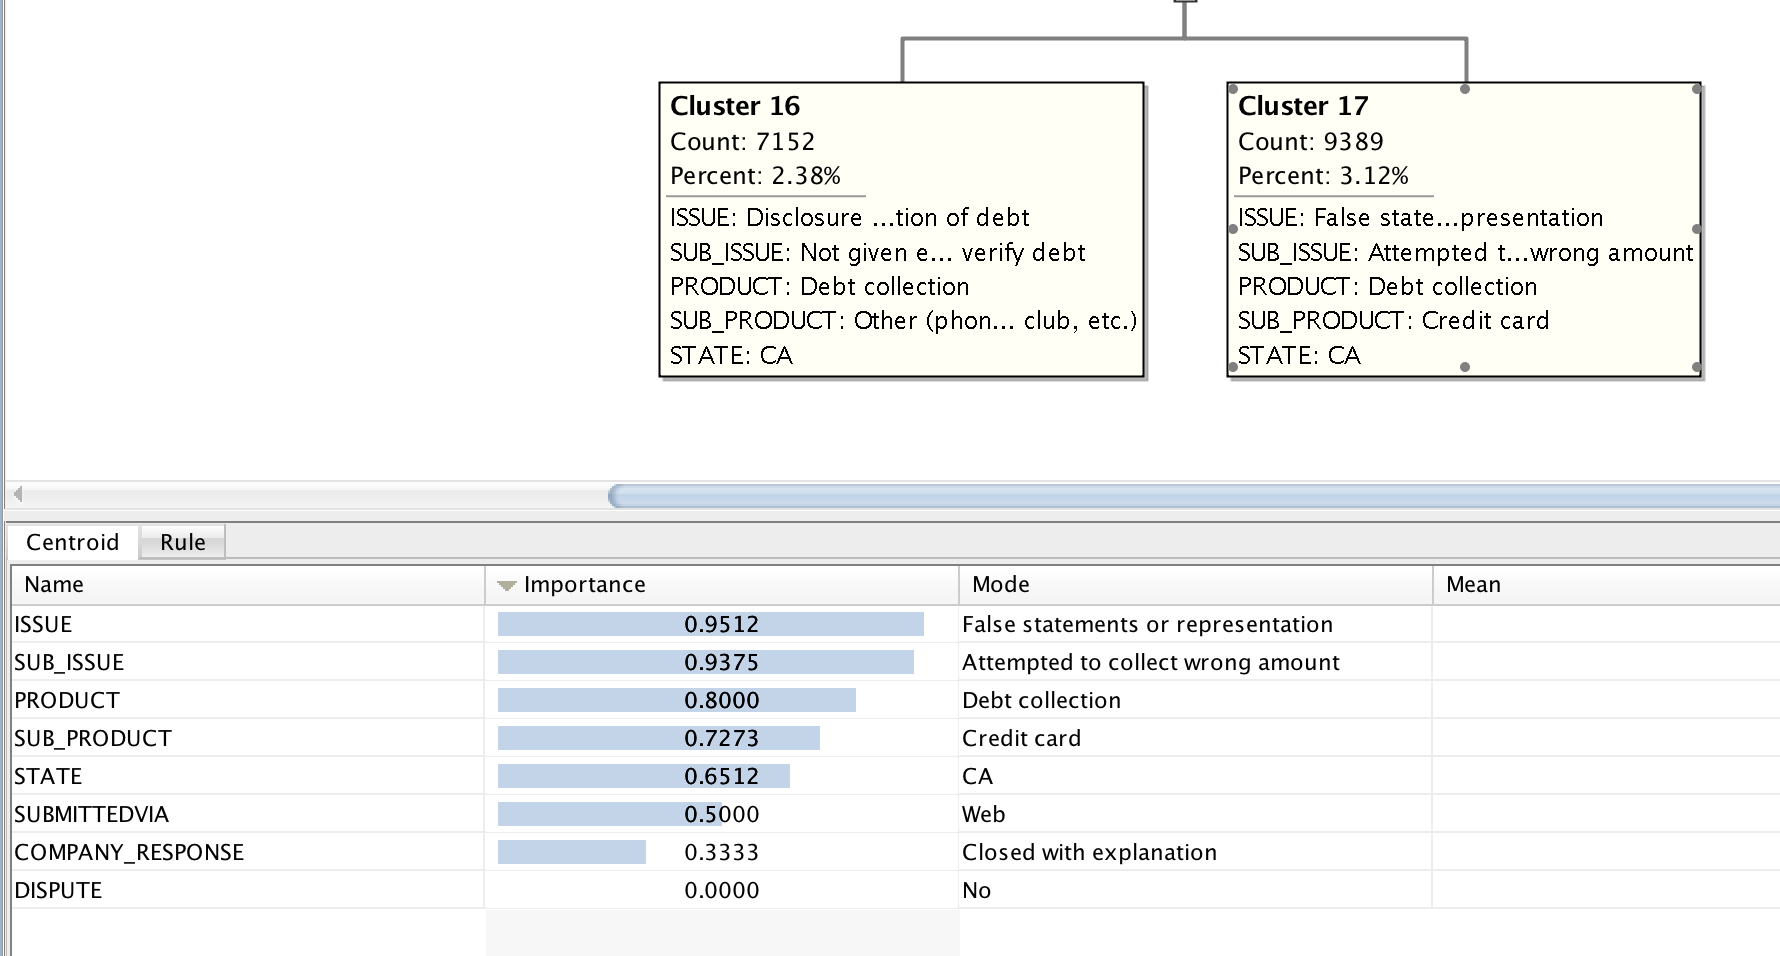 Cluster 16
Count: 7152
Percent: 2.38%
ISSUE: Disclosure ...tion of debt
SUB_ISSUE: Not given e... verify debt
PRODUCT: Debt collection
SUB_PRODUCT: Other (phon... club, etc.)
STATE: CA
Cluster 17
Count: 9389
Percent: 3.12%
ISSUE: False state...presentation
SUB_ISSUE: Attempted t...wrong amount
PRODUCT: Debt collection
SUB_PRODUCT: Credit card
STATE: CA
Centroid Rule
Name Importance Mode Mean
ISSUE 0.9512 False statements or representation
SUB_ISSUE 0.9375 Attempted to collect wrong amount
PRODUCT 0.8000 Debt collection
SUB_PRODUCT 0.7273 Credit card
STATE 0.6512 CA
SUBMITTEDVIA 0.5000 Web
COMPANY_RESPONSE 0.3333 Closed with explanation
DISPUTE 0.0000 No